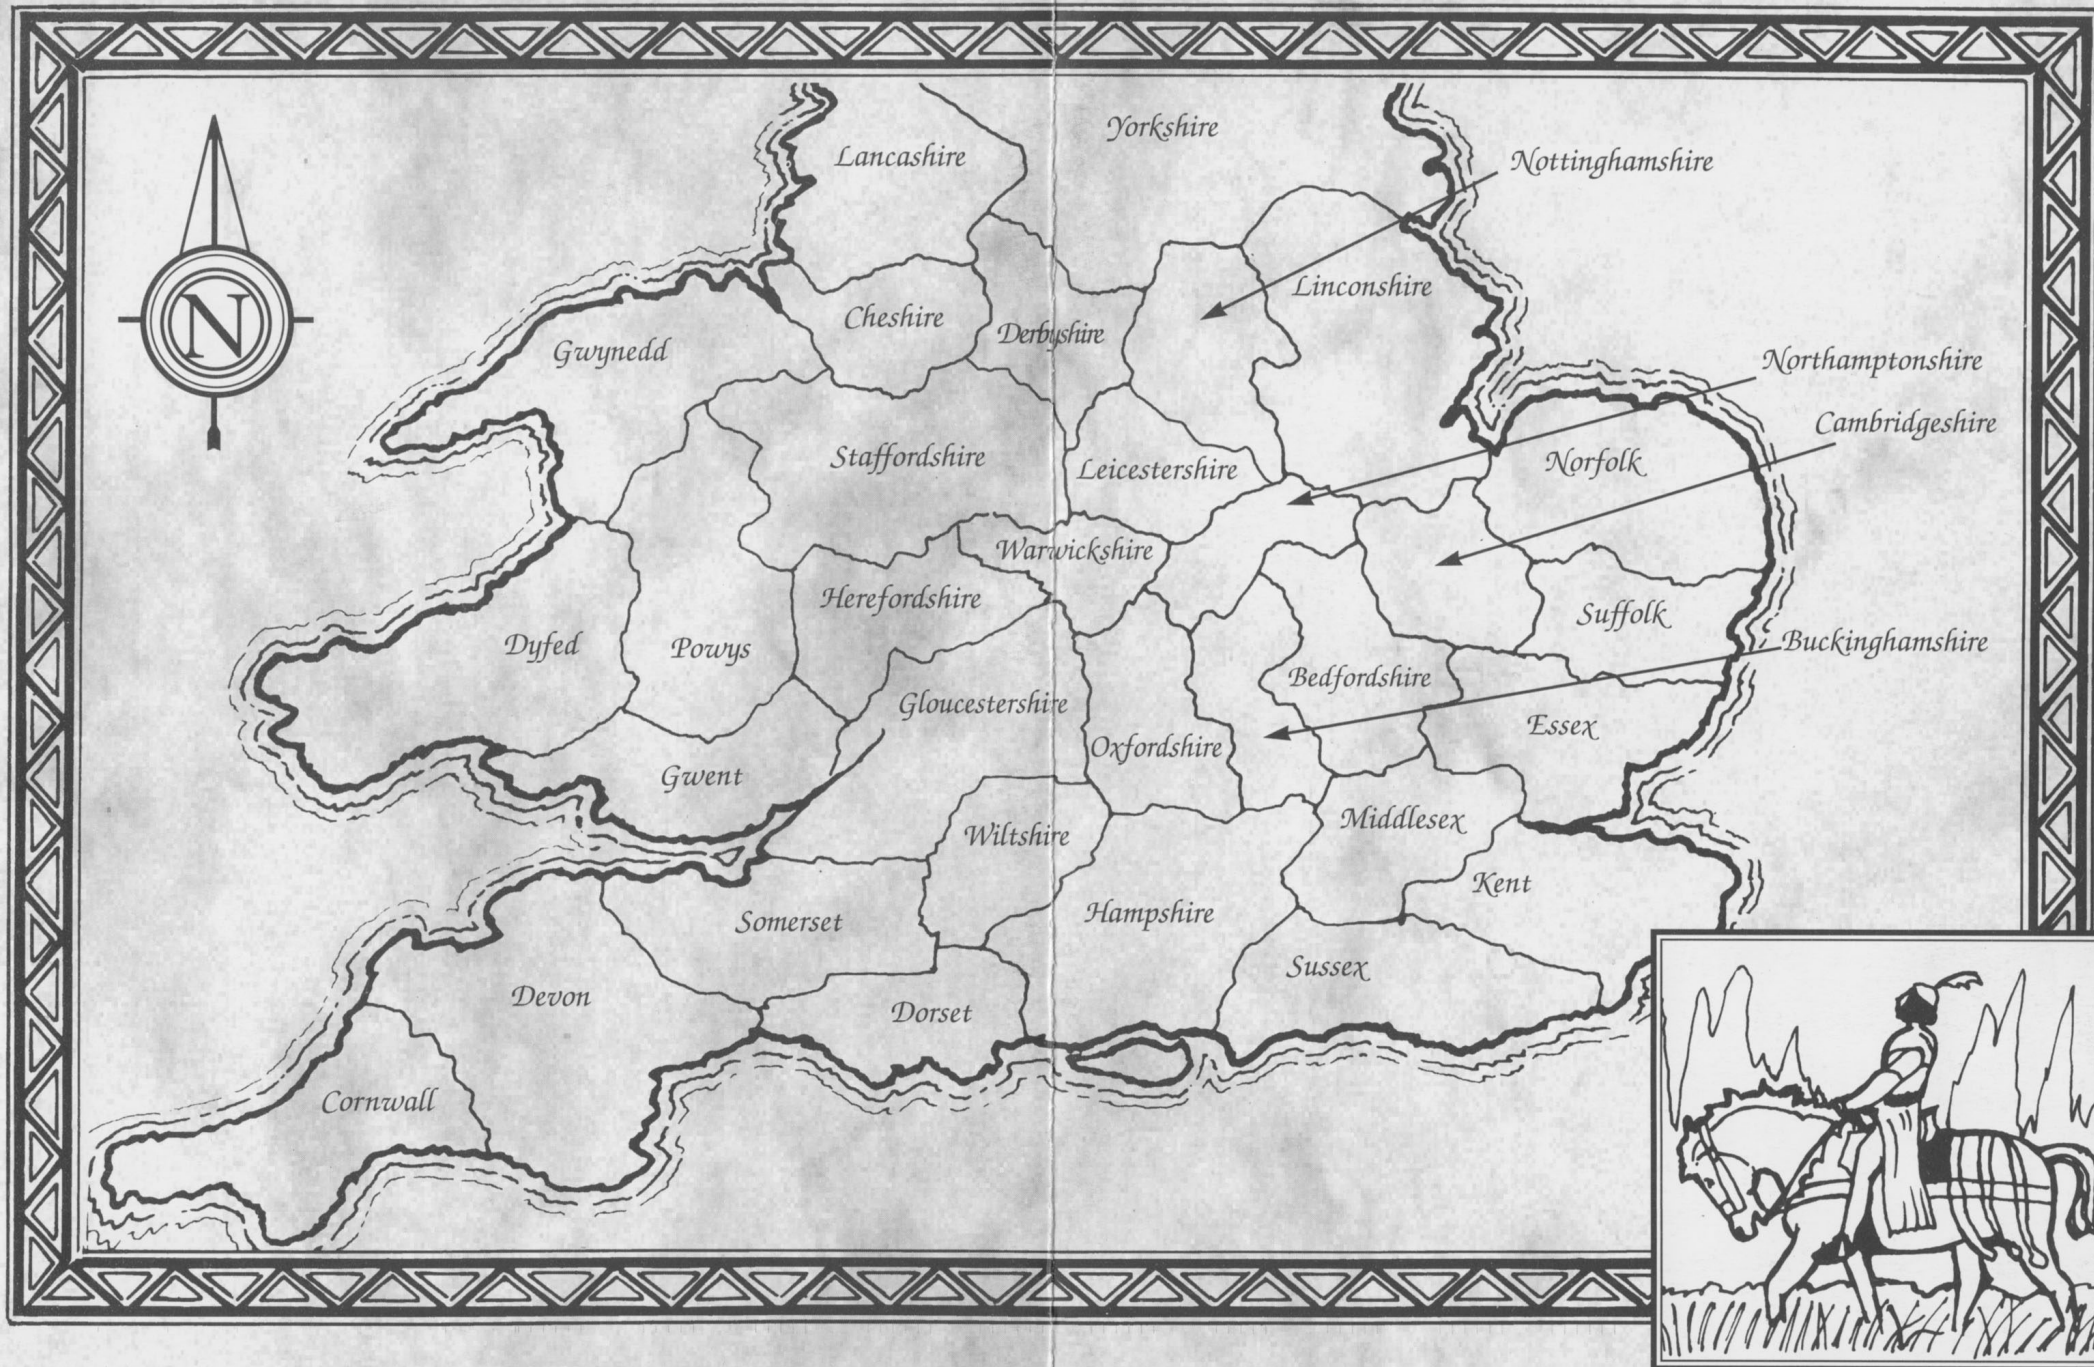 Yorkshire
Lancashire
Nottinghamshire
Linconshire
Cheshire
Derbyshire
Gwynedd
Northamptonshire
Cambridgeshire
Staffordshire
Leicestershire
Norfolk
Warwickshire
Herefordshire
Suffolk
Dyfed
Powys
Buckinghamshire
Bedfordshire
Gloucestershire
Essex
Oxfordshire
Gwent
Middlesex
Wiltshire
Kent
Somerset
Hampshire
Sussex
Devon
Dorset
Cornwall
N